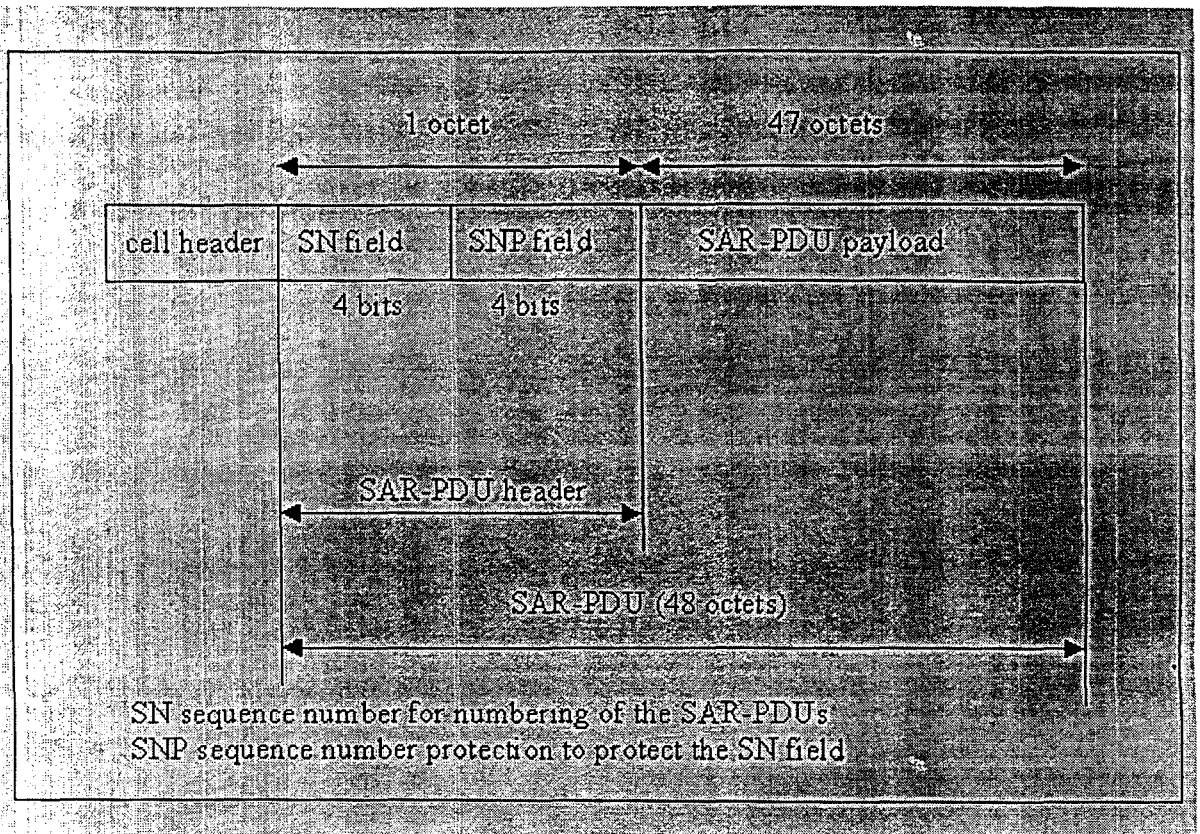 1 octet 47 octets
cell header SN field SNP field SAR-PDU payload
4 bits 4 bits
SAR-PDU header
SAR-PDU (48 octets)
SN sequence number for numbering of the SAR-PDUs
SNP sequence number protection to protect the SN field